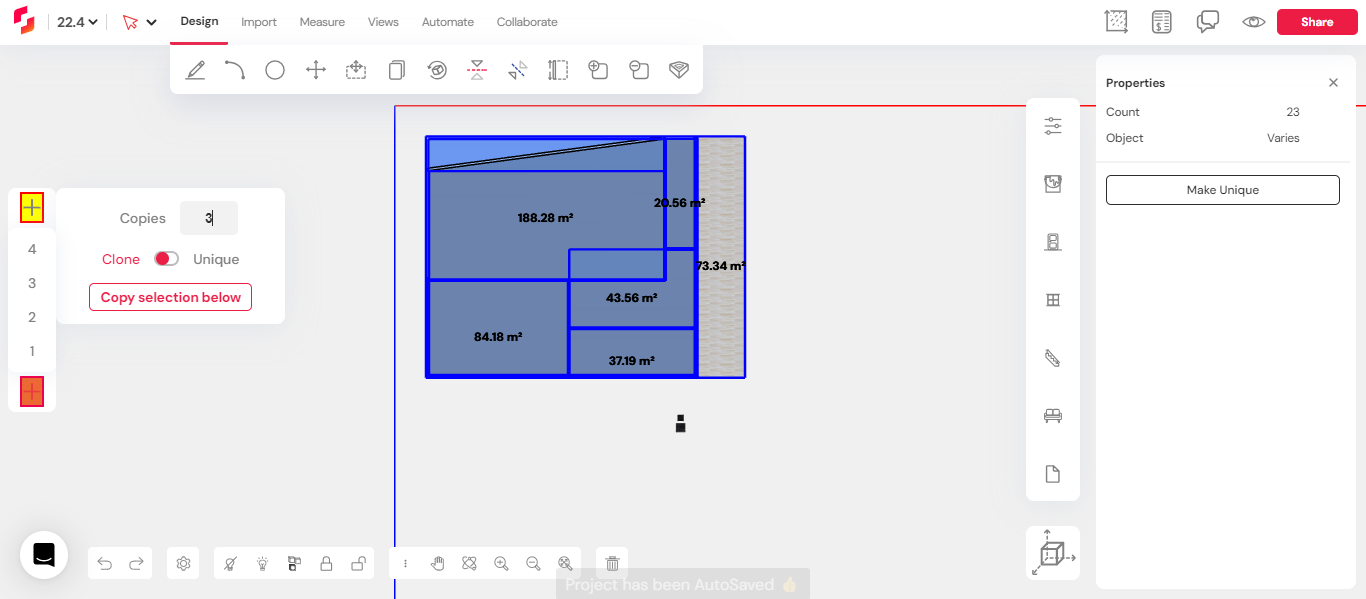 22.4
Design
Import
Measure
Views
Automate
Collaborate
Share
Properties
Count 23
Object Varies
Make Unique
Copies 3
Clone Unique
Copy selection below
4
3
2
1
20.56 m²
188.28 m²
73.34 m²
43.56 m²
84.18 m²
37.19 m²
Project has been AutoSaved 👍